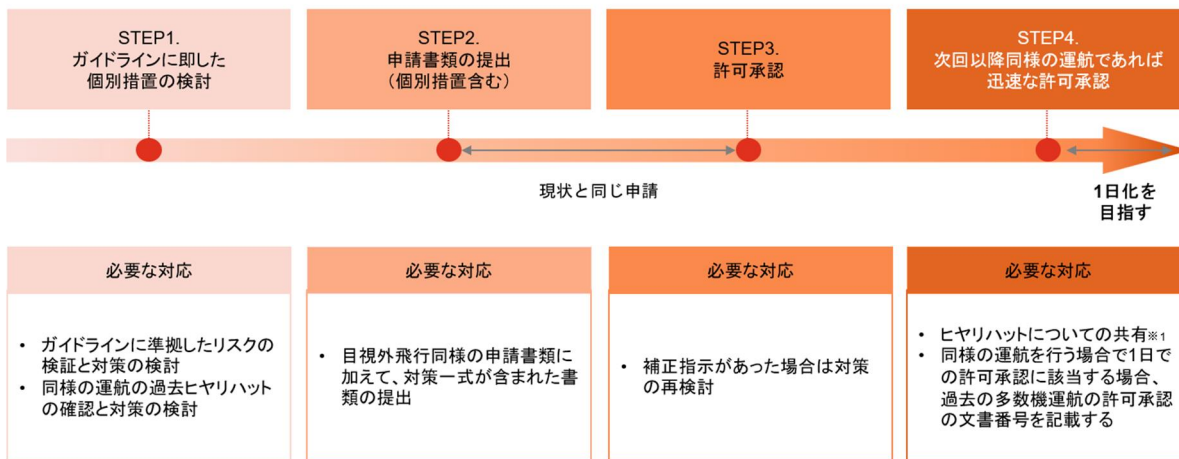 STEP1.
ガイドラインに即した
個別措置の検討
STEP2.
申請書類の提出
（個別措置含む）
STEP3.
許可承認
STEP4.
次回以降同様の運航であれば
迅速な許可承認
現状と同じ申請
1日化を
目指す
必要な対応
• ガイドラインに準拠したリスクの
検証と対策の検討
• 同様の運航の過去ヒヤリハット
の確認と対策の検討
必要な対応
• 目視外飛行同様の申請書類に
加えて、対策一式が含まれた書
類の提出
必要な対応
• 補正指示があった場合は対策
の再検討
必要な対応
• ヒヤリハットについての共有※1
• 同様の運航を行う場合で1日で
の許可承認に該当する場合、
過去の多数機運航の許可承認
の文書番号を記載する